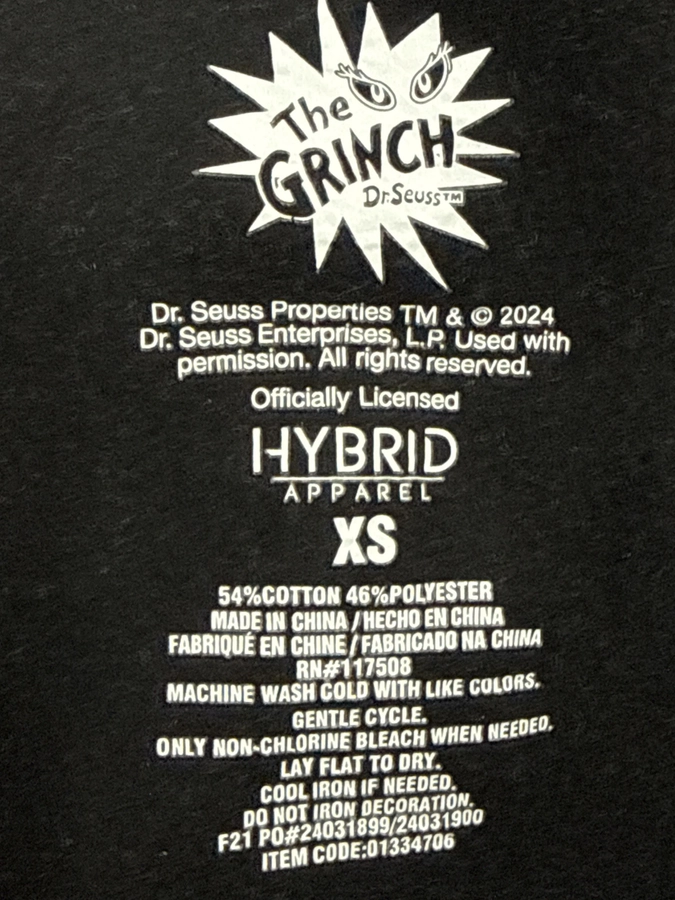 The
GRINCH
Dr.Seuss™
Dr. Seuss Properties TM & © 2024
Dr. Seuss Enterprises, L.P. Used with
permission. All rights reserved.
Officially Licensed
HYBRID
APPAREL
XS
54%COTTON 46%POLYESTER
MADE IN CHINA / HECHO EN CHINA
FABRIQUÉ EN CHINE / FABRICADO NA CHINA
RN#117508
MACHINE WASH COLD WITH LIKE COLORS.
GENTLE CYCLE.
ONLY NON-CHLORINE BLEACH WHEN NEEDED.
LAY FLAT TO DRY.
COOL IRON IF NEEDED.
DO NOT IRON DECORATION.
F21 PO#24031899/24031900
ITEM CODE:01334706